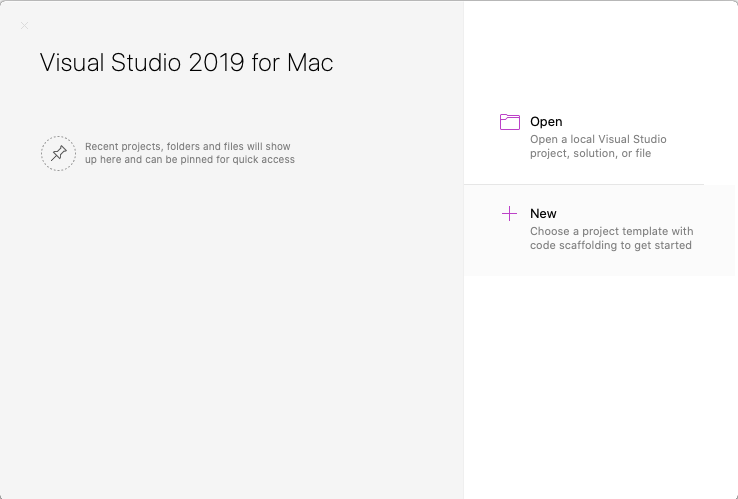 Visual Studio 2019 for Mac
Recent projects, folders and files will show
up here and can be pinned for quick access
Open
Open a local Visual Studio
project, solution, or file
New
Choose a project template with
code scaffolding to get started